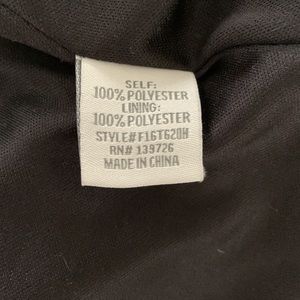 SELF:
100% POLYESTER
LINING:
100% POLYESTER
STYLE#F16T620H
RN# 139726
MADE IN CHINA